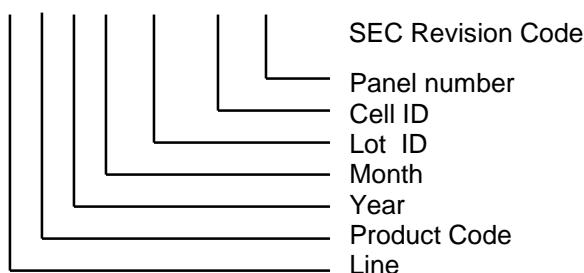 SEC Revision Code
Panel number
Cell ID
Lot ID
Month
Year
Product Code
Line